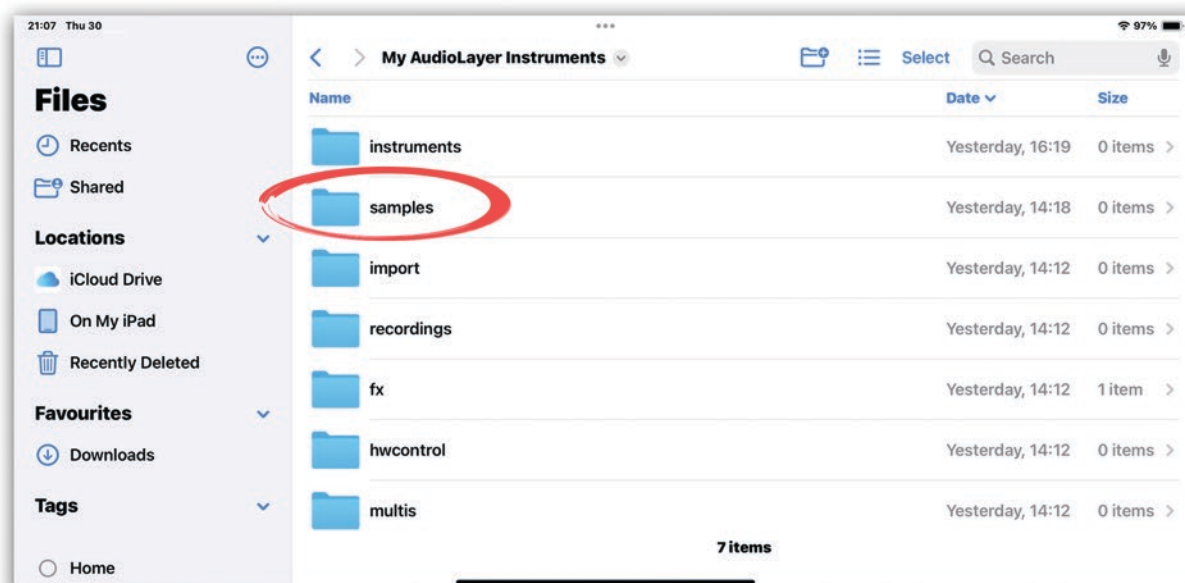 21:07 Thu 30
97%
My AudioLayer Instruments
Select
Search
Files
Recents
Shared
Locations
iCloud Drive
On My iPad
Recently Deleted
Favourites
Downloads
Tags
Home
Name Date Size
instruments Yesterday, 16:19 0 items
samples Yesterday, 14:18 0 items
import Yesterday, 14:12 0 items
recordings Yesterday, 14:12 0 items
fx Yesterday, 14:12 1 item
hwcontrol Yesterday, 14:12 0 items
multis Yesterday, 14:12 0 items
7 items